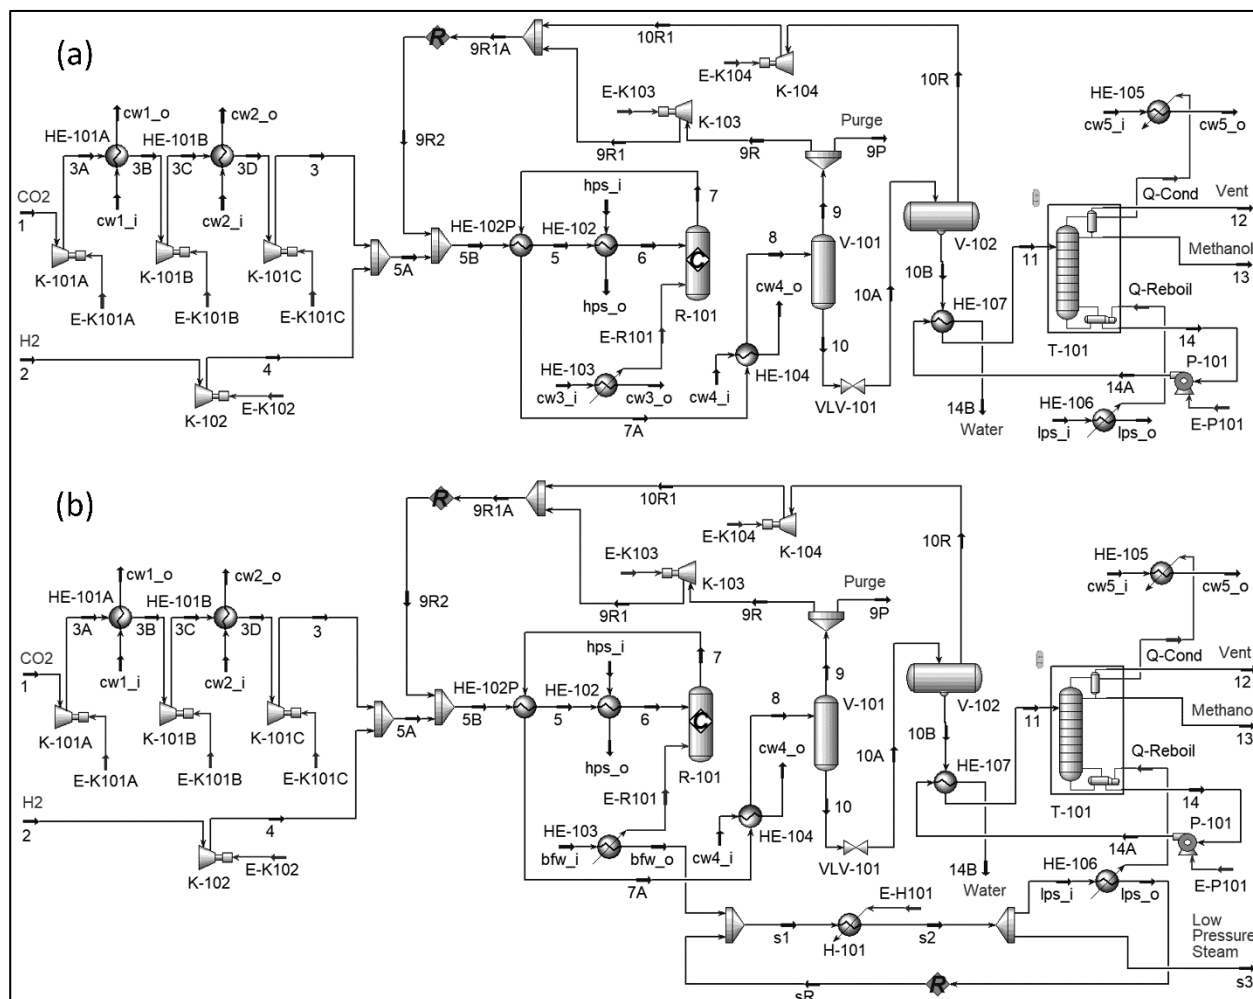 (a)
R
9R1A
10R1
E-K104
K-104
10R
HE-105
cw5_i
cw5_o
E-K103
K-103
Purge
9P
9R
9R1
9R2
cw1_o
cw2_o
HE-101A
HE-101B
3A
3B
3C
3D
3
cw1_i
cw2_i
CO2
1
K-101A
K-101B
K-101C
E-K101A
E-K101B
E-K101C
H2
2
4
K-102
E-K102
5A
5B
HE-102P
hps_i
HE-102
5
6
hps_o
7
C
R-101
E-R101
HE-103
cw3_i
cw3_o
7A
8
cw4_o
cw4_i
HE-104
9
V-101
10
VLV-101
10A
V-102
10B
HE-107
11
14B
Water
Q-Cond
Vent
12
Methanol
13
Q-Reboil
T-101
14
P-101
14A
E-P101
HE-106
lps_i
lps_o
(b)
R
9R1A
10R1
E-K104
K-104
10R
HE-105
cw5_i
cw5_o
E-K103
K-103
Purge
9P
9R
9R1
9R2
cw1_o
cw2_o
HE-101A
HE-101B
3A
3B
3C
3D
3
cw1_i
cw2_i
CO2
1
K-101A
K-101B
K-101C
E-K101A
E-K101B
E-K101C
H2
2
4
K-102
E-K102
5A
5B
HE-102P
hps_i
HE-102
5
6
hps_o
7
C
R-101
E-R101
HE-103
bfw_i
bfw_o
7A
8
cw4_o
cw4_i
HE-104
9
V-101
10
VLV-101
10A
V-102
10B
HE-107
11
14B
Water
Q-Cond
Vent
12
Methano
13
Q-Reboil
T-101
14
P-101
14A
E-P101
HE-106
lps_i
lps_o
E-H101
s1
H-101
s2
Low
Pressure
Steam
s3
sR
R